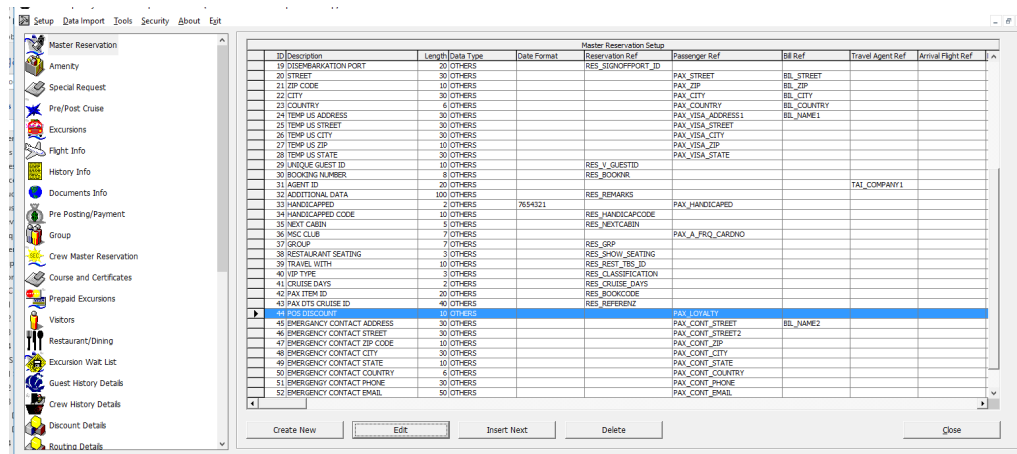 Setup Data Import Tools Security About Exit
Master Reservation
Amenity
Special Request
Pre/Post Cruise
Excursions
Flight Info
History Info
Documents Info
Pre Posting/Payment
Group
Crew Master Reservation
Course and Certificates
Prepaid Excursions
Visitors
Restaurant/Dining
Excursion Wait List
Guest History Details
Crew History Details
Discount Details
Routing Details
Master Reservation Setup
ID Description Length Data Type Date Format Reservation Ref Passenger Ref Bill Ref Travel Agent Ref Arrival Flight Ref
19 DISEMBARKATION PORT 20 OTHERS RES_SIGNOFFPORT_ID
20 STREET 30 OTHERS PAX_STREET BIL_STREET
21 ZIP CODE 10 OTHERS PAX_ZIP BIL_ZIP
22 CITY 30 OTHERS PAX_CITY BIL_CITY
23 COUNTRY 6 OTHERS PAX_COUNTRY BIL_COUNTRY
24 TEMP US ADDRESS 30 OTHERS PAX_VISA_ADDRESS1 BIL_NAME1
25 TEMP US STREET 30 OTHERS PAX_VISA_STREET
26 TEMP US CITY 30 OTHERS PAX_VISA_CITY
27 TEMP US ZIP 10 OTHERS PAX_VISA_ZIP
28 TEMP US STATE 30 OTHERS PAX_VISA_STATE
29 UNIQUE GUEST ID 10 OTHERS RES_V_GUESTID
30 BOOKING NUMBER 8 OTHERS RES_BOOKNR
31 AGENT ID 20 OTHERS TAI_COMPANY1
32 ADDITIONAL DATA 100 OTHERS RES_REMARKS
33 HANDICAPPED 2 OTHERS 7654321 PAX_HANDICAPED
34 HANDICAPPED CODE 10 OTHERS RES_HANDICAPCODE
35 NEXT CABIN 5 OTHERS RES_NEXTCABIN
36 MSC CLUB 7 OTHERS PAX_A_FRQ_CARDNO
37 GROUP 7 OTHERS RES_GRP
38 RESTAURANT SEATING 3 OTHERS RES_SHOW_SEATING
39 TRAVEL WITH 10 OTHERS RES_REST_TBS_ID
40 VIP TYPE 3 OTHERS RES_CLASSIFICATION
41 CRUISE DAYS 2 OTHERS RES_CRUISE_DAYS
42 PAX ITEM ID 20 OTHERS RES_BOOKCODE
43 PAX DTS CRUISE ID 40 OTHERS RES_REFERENZ
44 POS DISCOUNT 10 OTHERS PAX_LOYALTY
45 EMERGANCY CONTACT ADDRESS 30 OTHERS PAX_CONT_STREET BIL_NAME2
46 EMERGENCY CONTACT STREET 30 OTHERS PAX_CONT_STREET2
47 EMERGENCY CONTACT ZIP CODE 10 OTHERS PAX_CONT_ZIP
48 EMERGENCY CONTACT CITY 30 OTHERS PAX_CONT_CITY
49 EMERGENCY CONTACT STATE 10 OTHERS PAX_CONT_STATE
50 EMERGENCY CONTACT COUNTRY 6 OTHERS PAX_CONT_COUNTRY
51 EMERGENGY CONTACT PHONE 30 OTHERS PAX_CONT_PHONE
52 EMERGENCY CONTACT EMAIL 50 OTHERS PAX_CONT_EMAIL
Create New Edit Insert Next Delete Close